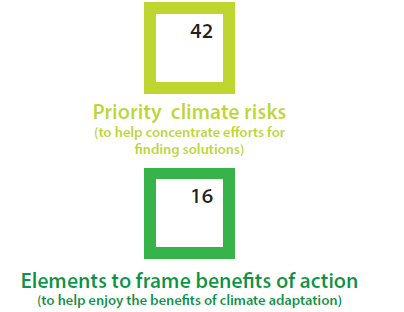 42
Priority climate risks
(to help concentrate efforts for
finding solutions)
16
Elements to frame benefits of action
(to help enjoy the benefits of climate adaptation)